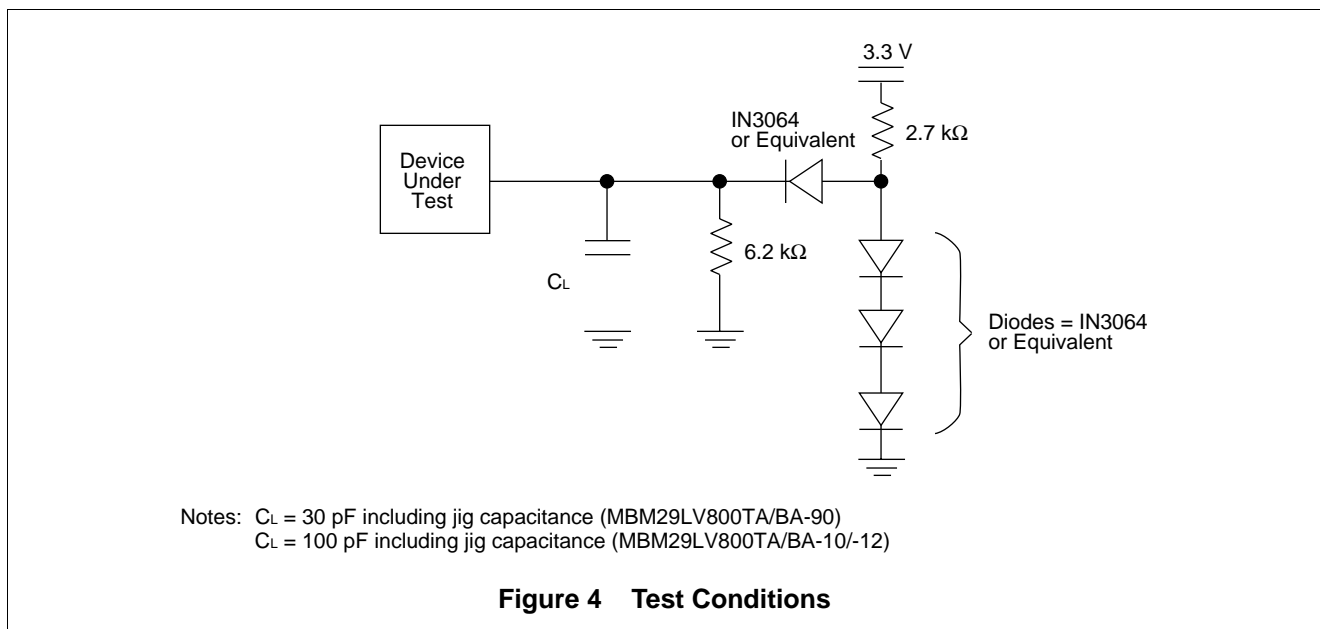 3.3 V
IN3064
or Equivalent
2.7 kΩ
Device
Under
Test
6.2 kΩ
CL
Diodes = IN3064
or Equivalent
Notes: CL = 30 pF including jig capacitance (MBM29LV800TA/BA-90)
CL = 100 pF including jig capacitance (MBM29LV800TA/BA-10/-12)
Figure 4 Test Conditions